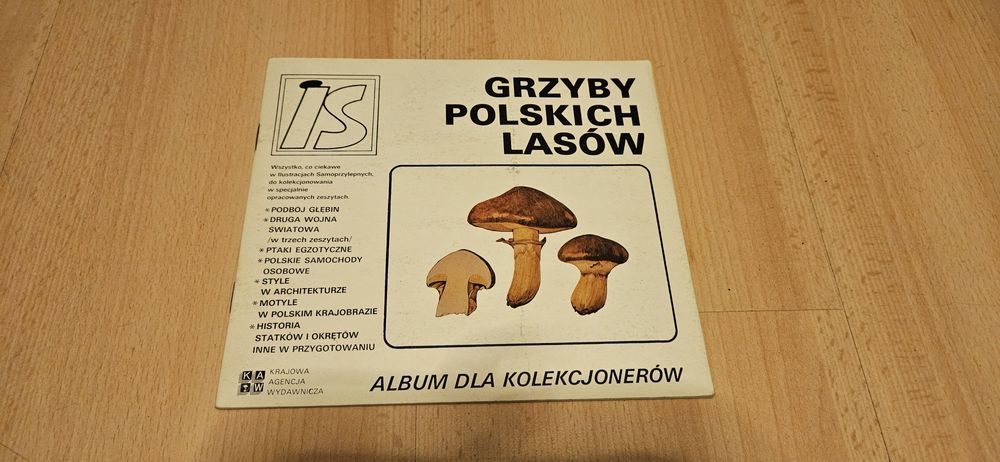 IS
GRZYBY
POLSKICH
LASÓW
Wszystko, co ciekawe
w Ilustracjach Samoprzylepnych,
do kolekcjonowania
w specjalnie
opracowanych zeszytach.
*PODBÓJ GŁĘBIN
*DRUGA WOJNA
ŚWIATOWA
/w trzech zeszytach/
*PTAKI EGZOTYCZNE
*POLSKIE SAMOCHODY
OSOBOWE
*STYLE
W ARCHITEKTURZE
*MOTYLE
W POLSKIM KRAJOBRAZIE
*HISTORIA
STATKÓW I OKRĘTÓW
INNE W PRZYGOTOWANIU
KAW
KRAJOWA
AGENCJA
WYDAWNICZA
ALBUM DLA KOLEKCJONERÓW